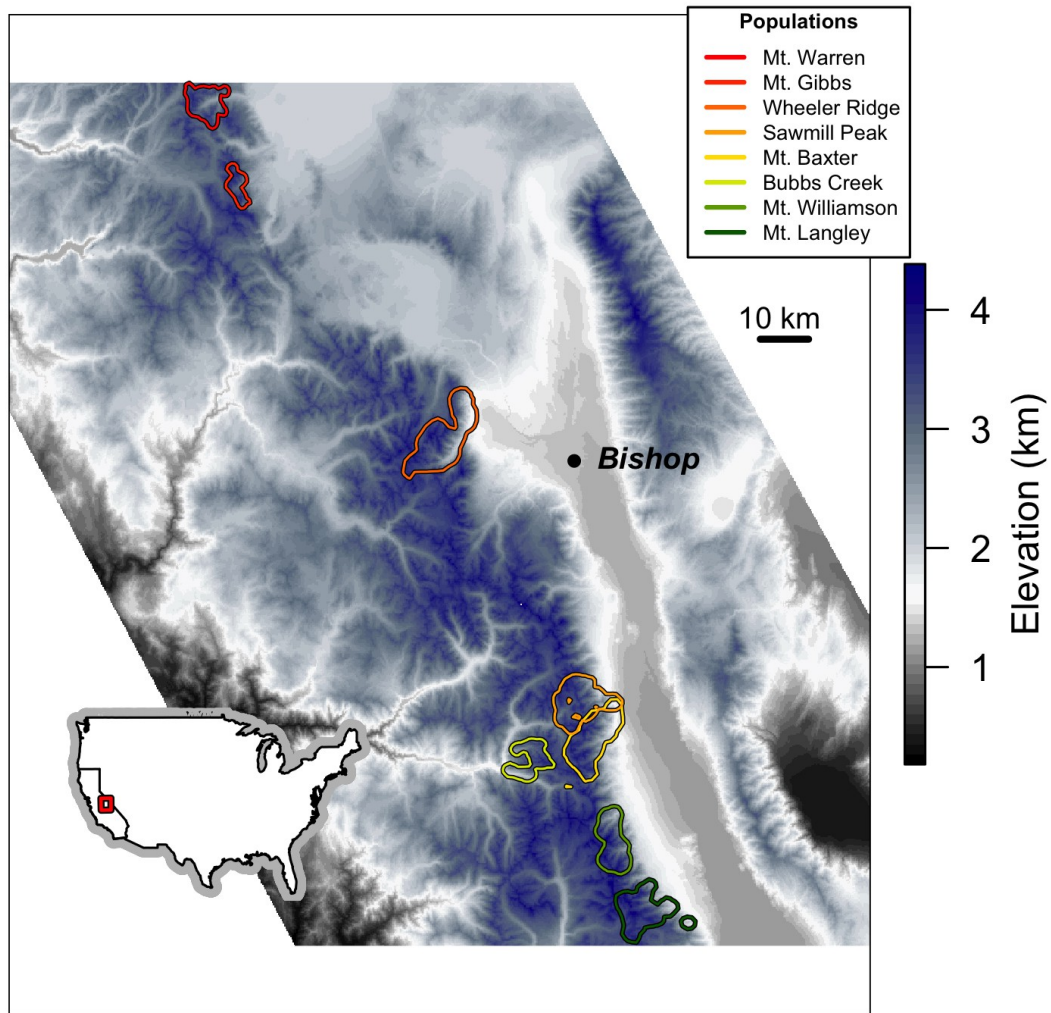 Populations
Mt. Warren
Mt. Gibbs
Wheeler Ridge
Sawmill Peak
Mt. Baxter
Bubbs Creek
Mt. Williamson
Mt. Langley
10 km
Bishop
4
3
2
1
Elevation (km)